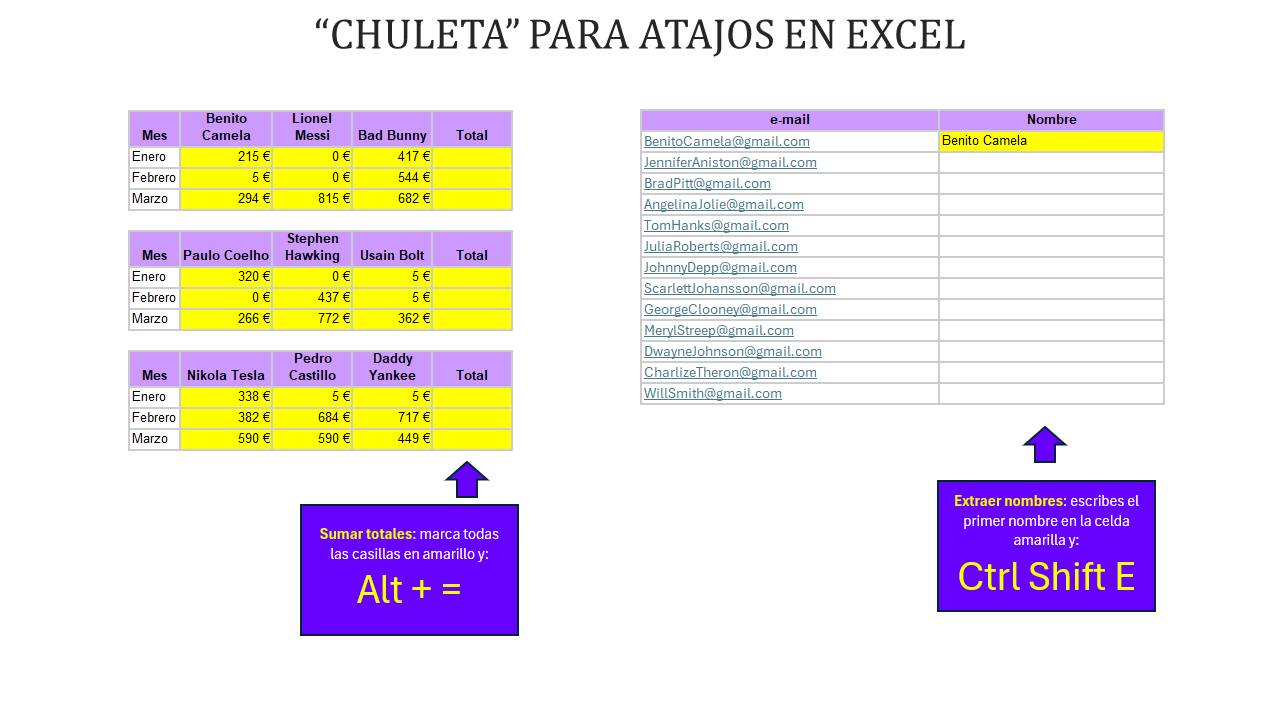 “CHULETA” PARA ATAJOS EN EXCEL
Mes Benito Camela Lionel Messi Bad Bunny Total
Enero 215 € 0 € 417 €
Febrero 5 € 0 € 544 €
Marzo 294 € 815 € 682 €
Mes Paulo Coelho Stephen Hawking Usain Bolt Total
Enero 320 € 0 € 5 €
Febrero 0 € 437 € 5 €
Marzo 266 € 772 € 362 €
Mes Nikola Tesla Pedro Castillo Daddy Yankee Total
Enero 338 € 5 € 5 €
Febrero 382 € 684 € 717 €
Marzo 590 € 590 € 449 €
Sumar totales: marca todas
las casillas en amarillo y:
Alt + =
e-mail Nombre
BenitoCamela@gmail.com Benito Camela
JenniferAniston@gmail.com
BradPitt@gmail.com
AngelinaJolie@gmail.com
TomHanks@gmail.com
JuliaRoberts@gmail.com
JohnnyDepp@gmail.com
ScarlettJohansson@gmail.com
GeorgeClooney@gmail.com
MerylStreep@gmail.com
DwayneJohnson@gmail.com
CharlizeTheron@gmail.com
WillSmith@gmail.com
Extraer nombres: escribes el
primer nombre en la celda
amarilla y:
Ctrl Shift E